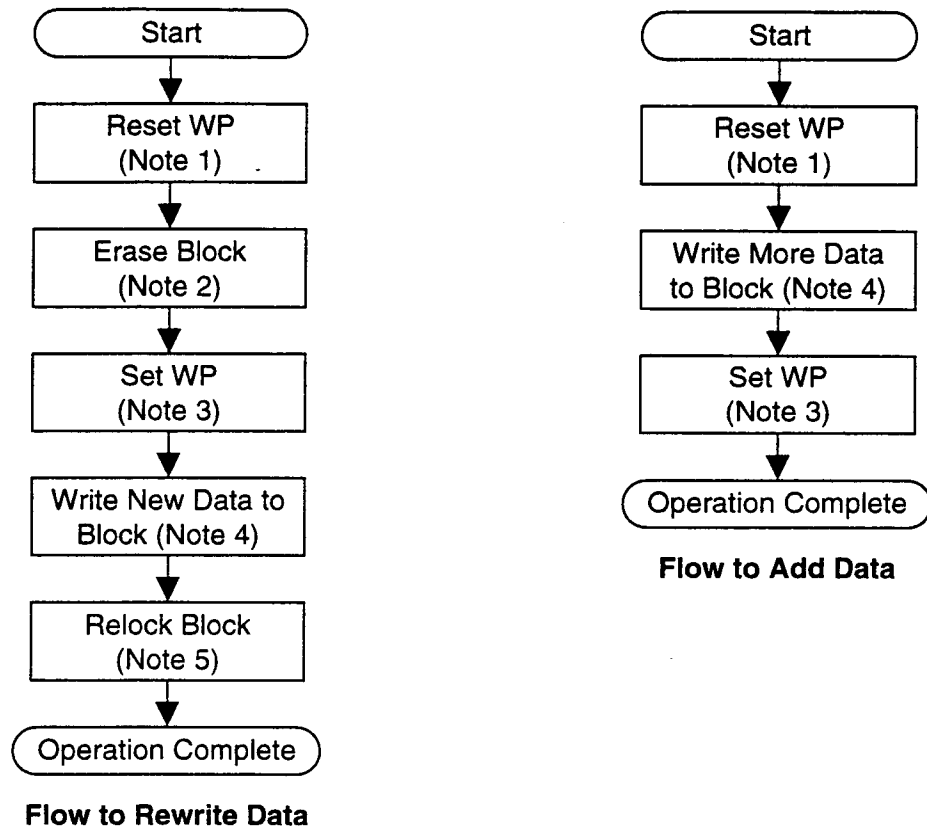 Start
Reset WP
(Note 1)
Erase Block
(Note 2)
Set WP
(Note 3)
Write New Data to
Block (Note 4)
Relock Block
(Note 5)
Operation Complete
Flow to Rewrite Data
Start
Reset WP
(Note 1)
Write More Data
to Block (Note 4)
Set WP
(Note 3)
Operation Complete
Flow to Add Data